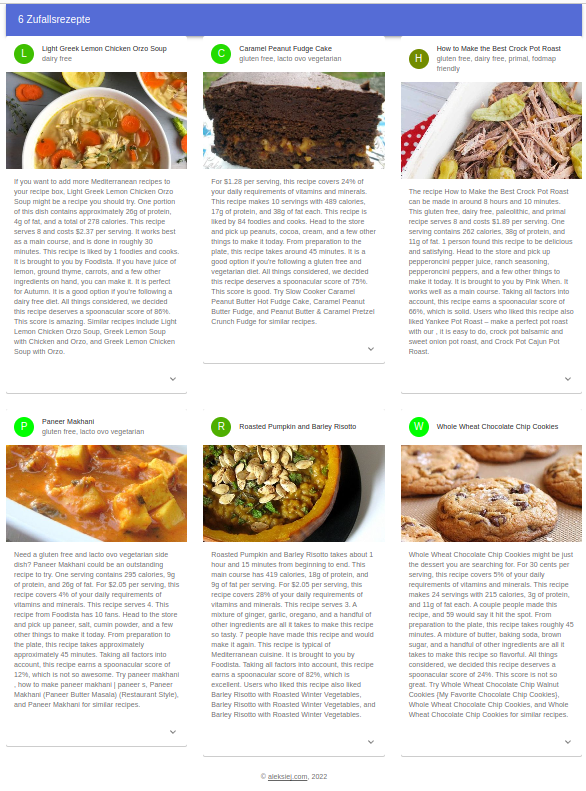 6 Zufallsrezepte
L
Light Greek Lemon Chicken Orzo Soup
dairy free
If you want to add more Mediterranean recipes to
your recipe box, Light Greek Lemon Chicken Orzo
Soup might be a recipe you should try. One portion
of this dish contains approximately 26g of protein,
4g of fat, and a total of 278 calories. This recipe
serves 8 and costs $2.37 per serving. It works best
as a main course, and is done in roughly 30
minutes. This recipe is liked by 1 foodies and cooks.
It is brought to you by Foodista. If you have juice of
lemon, ground thyme, carrots, and a few other
ingredients on hand, you can make it. It is perfect
for Autumn. It is a good option if you're following a
dairy free diet. All things considered, we decided
this recipe deserves a spoonacular score of 86%.
This score is amazing. Similar recipes include Light
Lemon Chicken Orzo Soup, Greek Lemon Soup
with Chicken and Orzo, and Greek Lemon Chicken
Soup with Orzo.
C
Caramel Peanut Fudge Cake
gluten free, lacto ovo vegetarian
For $1.28 per serving, this recipe covers 24% of
your daily requirements of vitamins and minerals.
This recipe makes 10 servings with 489 calories,
17g of protein, and 38g of fat each. This recipe is
liked by 84 foodies and cooks. Head to the store
and pick up peanuts, cocoa, cream, and a few other
things to make it today. From preparation to the
plate, this recipe takes around 45 minutes. It is a
good option if you're following a gluten free and
vegetarian diet. All things considered, we decided
this recipe deserves a spoonacular score of 75%.
This score is good. Try Slow Cooker Caramel
Peanut Butter Hot Fudge Cake, Caramel Peanut
Butter Fudge, and Peanut Butter & Caramel Pretzel
Crunch Fudge for similar recipes.
H
How to Make the Best Crock Pot Roast
gluten free, dairy free, primal, fodmap
friendly
The recipe How to Make the Best Crock Pot Roast
can be made in around 8 hours and 10 minutes.
This gluten free, dairy free, paleolithic, and primal
recipe serves 8 and costs $1.89 per serving. One
serving contains 262 calories. 38g of protein, and
11g of fat. 1 person found this recipe to be delicious
and satisfying. Head to the store and pick up
pepperoncini pepper juice, ranch seasoning,
pepperoncini peppers, and a few other things to
make it today. It is brought to you by Pink When. It
works well as a main course. Taking all factors into
account, this recipe earns a spoonacular score of
66%, which is solid. Users who liked this recipe also
liked Yankee Pot Roast – make a perfect pot roast
with our , it is easy to do, crock pot balsamic and
sweet onion pot roast, and Crock Pot Cajun Pot
Roast.
P
Paneer Makhani
gluten free, lacto ovo vegetarian
Need a gluten free and lacto ovo vegetarian side
dish? Paneer Makhani could be an outstanding
recipe to try. One serving contains 295 calories, 9g
of protein, and 26g of fat. For $2.05 per serving, this
recipe covers 4% of your daily requirements of
vitamins and minerals. This recipe serves 4. This
recipe from Foodista has 10 fans. Head to the store
and pick up paneer, salt, cumin powder, and a few
other things to make it today. From preparation to
the plate, this recipe takes approximately
approximately 45 minutes. Taking all factors into
account, this recipe earns a spoonacular score of
12%, which is not so awesome. Try paneer makhani
, how to make paneer makhani | paneer s, Paneer
Makhani (Paneer Butter Masala) (Restaurant Style),
and Paneer Makhani for similar recipes.
R
Roasted Pumpkin and Barley Risotto
Roasted Pumpkin and Barley Risotto takes about 1
hour and 15 minutes from beginning to end. This
main course has 419 calories, 18g of protein, and
9g of fat per serving. For $2.05 per serving, this
recipe covers 28% of your daily requirements of
vitamins and minerals. This recipe serves 3. A
mixture of ginger, garlic, oregano, and a handful of
other ingredients are all it takes to make this recipe
so tasty. 7 people have made this recipe and would
make it again. This recipe is typical of
Mediterranean cuisine. It is brought to you by
Foodista. Taking all factors into account, this recipe
earns a spoonacular score of 82%, which is
excellent. Users who liked this recipe also liked
Barley Risotto with Roasted Winter Vegetables,
Barley Risotto with Roasted Winter Vegetables, and
Barley Risotto with Roasted Winter Vegetables.
W
Whole Wheat Chocolate Chip Cookies
Whole Wheat Chocolate Chip Cookies might be just
the dessert you are searching for. For 30 cents per
serving, this recipe covers 5% of your daily
requirements of vitamins and minerals. This recipe
makes 24 servings with 215 calories, 3g of protein,
and 11g of fat each. A couple people made this
recipe, and 59 would say it hit the spot. From
preparation to the plate, this recipe takes roughly 45
minutes. A mixture of butter, baking soda, brown
sugar, and a handful of other ingredients are all it
takes to make this recipe so flavorful. All things
considered, we decided this recipe deserves a
spoonacular score of 24%. This score is not so
great. Try Whole Wheat Chocolate Chip Walnut
Cookies {My Favorite Chocolate Chip Cookies},
Whole Wheat Chocolate Chip Cookies, and Whole
Wheat Chocolate Chip Cookies for similar recipes.
© aleksiej.com, 2022